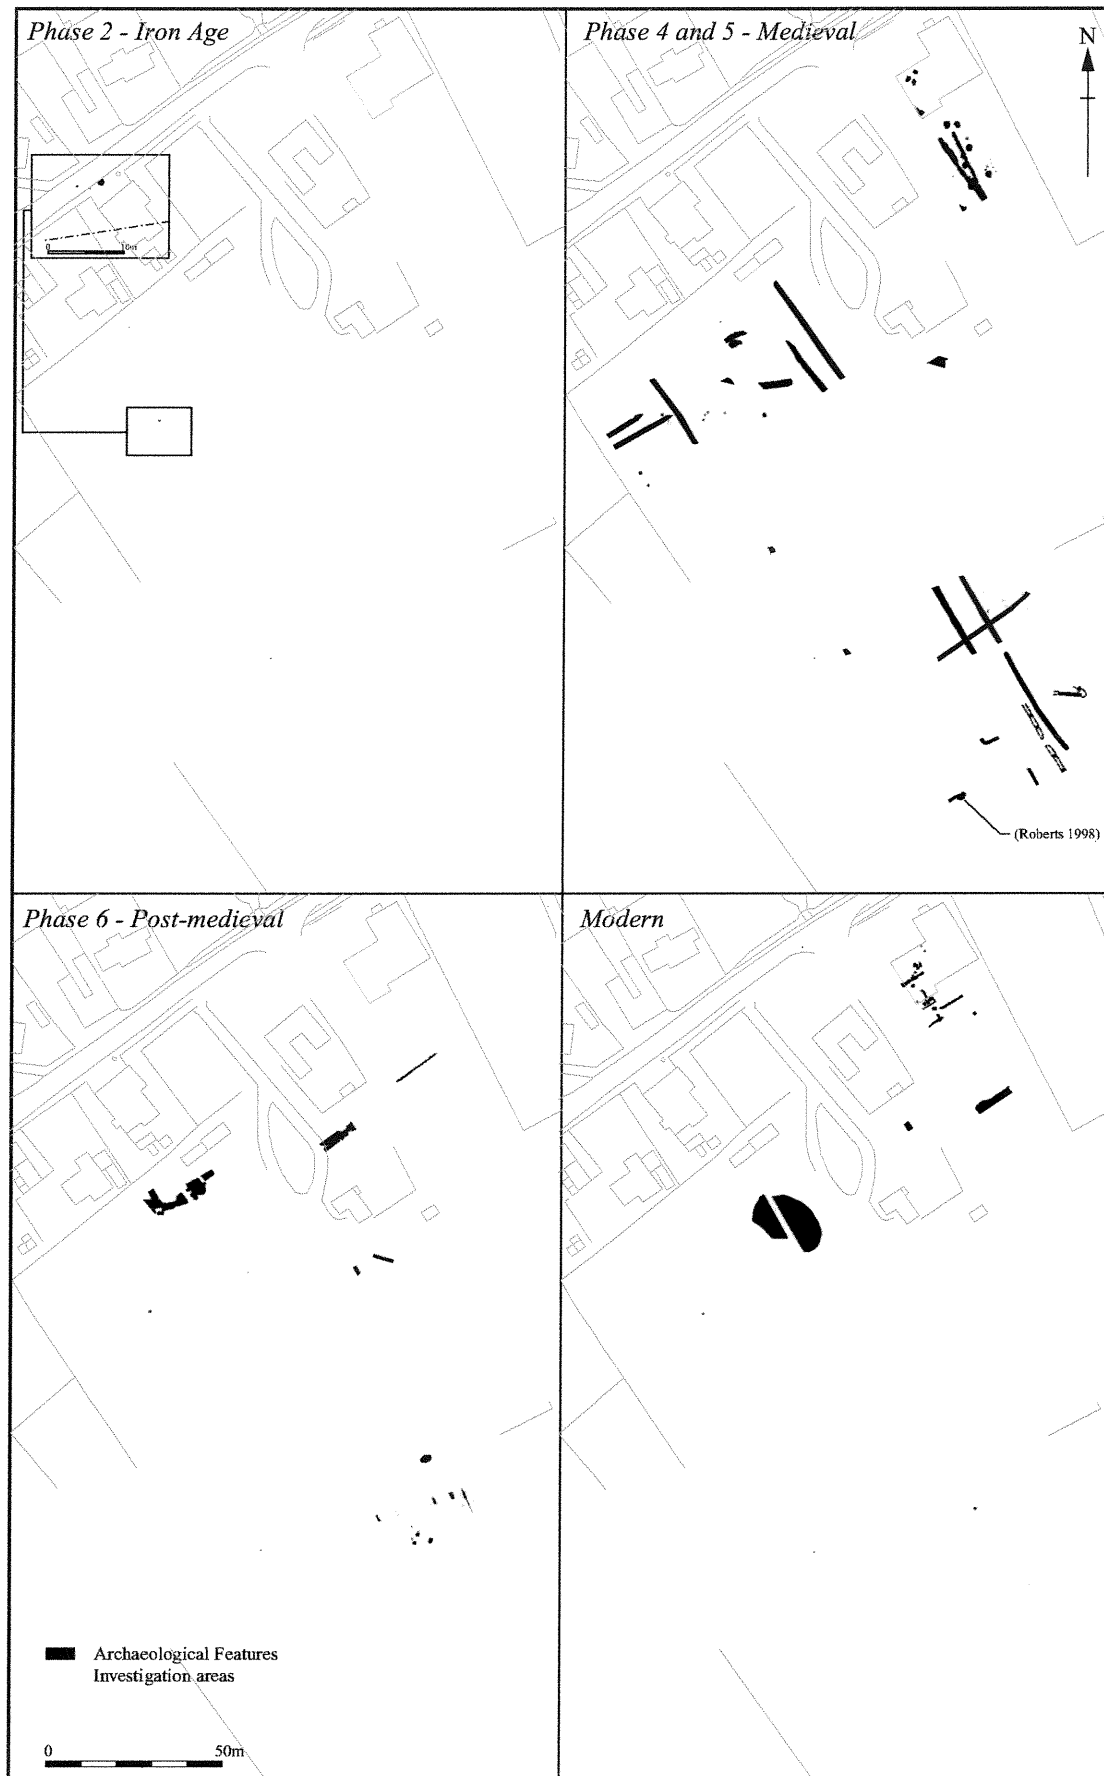 Phase 2 - Iron Age
0
Phase 4 and 5 - Medieval
N
(Roberts 1998)
Phase 6 - Post-medieval
Modern
Archaeological Features
Investigation areas
0 50m